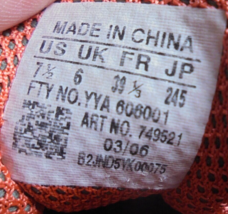 MADE IN CHINA
US UK FR JP
7½ 6 39⅓ 245
FTY NO. YYA 606001
ART NO. 749521
03/06
B2JND5YK00075